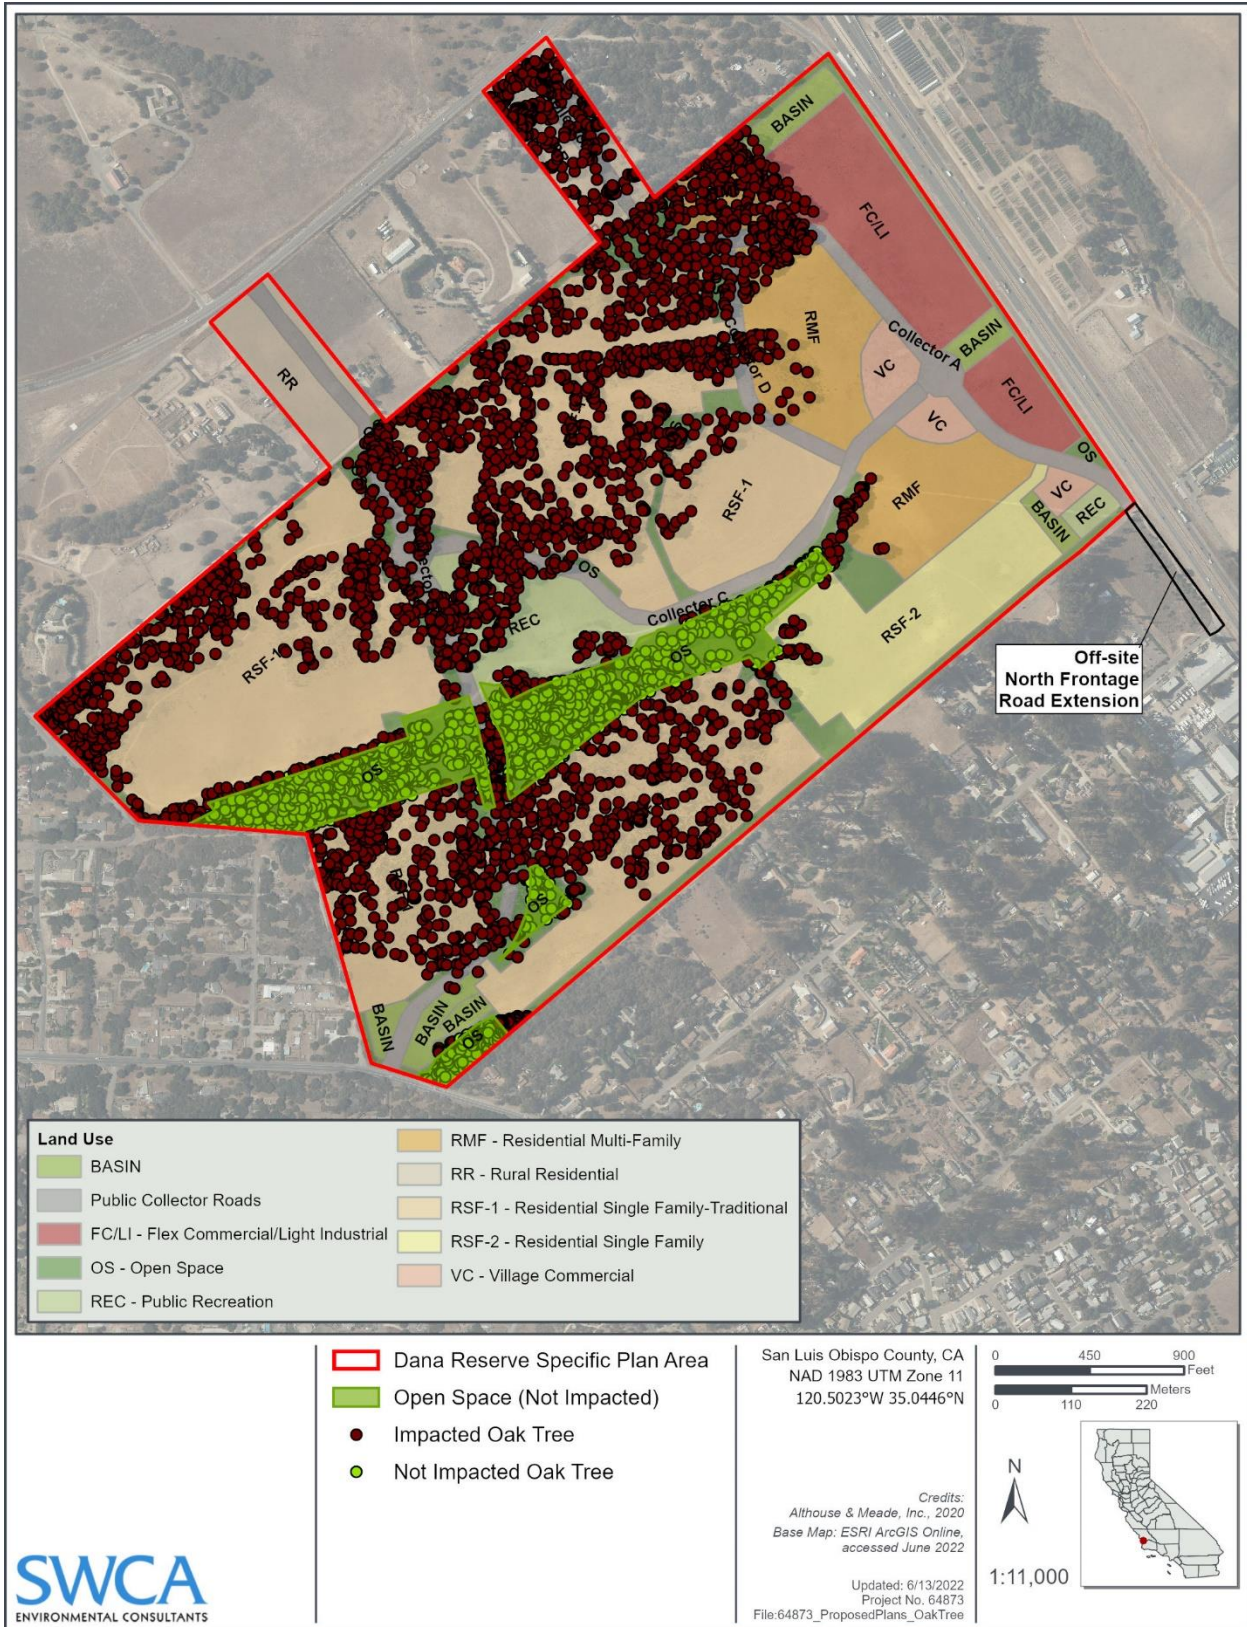 BASIN
FC/LI
RMF
Collector A
BASIN
VC
FC/LI
RR
Collector D
VC
OS
VC
REC
BASIN
RMF
RSF-1
OS
REC
Collector C
OS
RSF-2
RSF-1
Off-site
North Frontage
Road Extension
OS
OS
BASIN
BASIN
BASIN
OS
Land Use
BASIN
Public Collector Roads
FC/LI - Flex Commercial/Light Industrial
OS - Open Space
REC - Public Recreation
RMF - Residential Multi-Family
RR - Rural Residential
RSF-1 - Residential Single Family-Traditional
RSF-2 - Residential Single Family
VC - Village Commercial
Dana Reserve Specific Plan Area
Open Space (Not Impacted)
Impacted Oak Tree
Not Impacted Oak Tree
San Luis Obispo County, CA
NAD 1983 UTM Zone 11
120.5023°W 35.0446°N
Credits:
Althouse & Meade, Inc., 2020
Base Map: ESRI ArcGIS Online,
accessed June 2022
Updated: 6/13/2022
Project No. 64873
File:64873_ProposedPlans_OakTree
0 450 900
Feet
Meters
0 110 220
N
1:11,000
SWCA
ENVIRONMENTAL CONSULTANTS